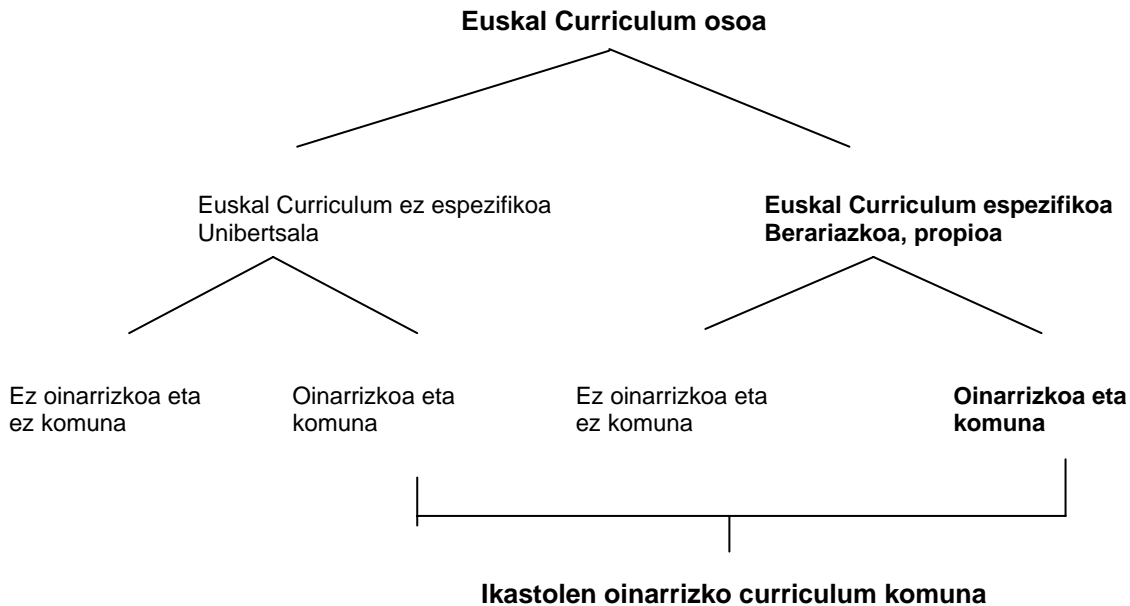 Euskal Curriculum osoa
Euskal Curriculum ez espezifikoa
Unibertsala
Euskal Curriculum espezifikoa
Berariazkoa, propioa
Ez oinarrizkoa eta
ez komuna
Oinarrizkoa eta
komuna
Ez oinarrizkoa eta
ez komuna
Oinarrizkoa eta
komuna
Ikastolen oinarrizko curriculum komuna